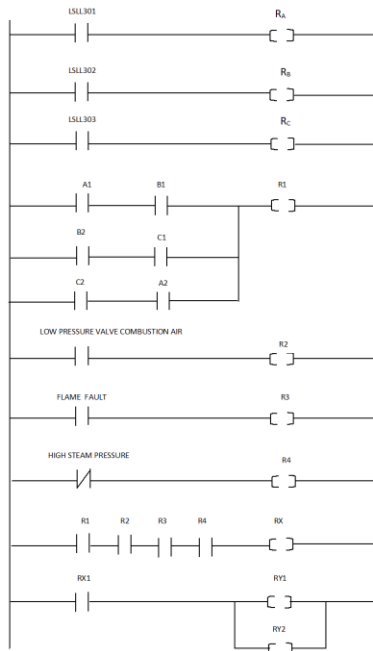 LSLL301 RA
LSLL302 RB
LSLL303 RC
A1 B1 R1
B2 C1
C2 A2
LOW PRESSURE VALVE COMBUSTION AIR
R2
FLAME FAULT R3
HIGH STEAM PRESSURE
R4
R1 R2 R3 R4 RX
RX1 RY1
RY2